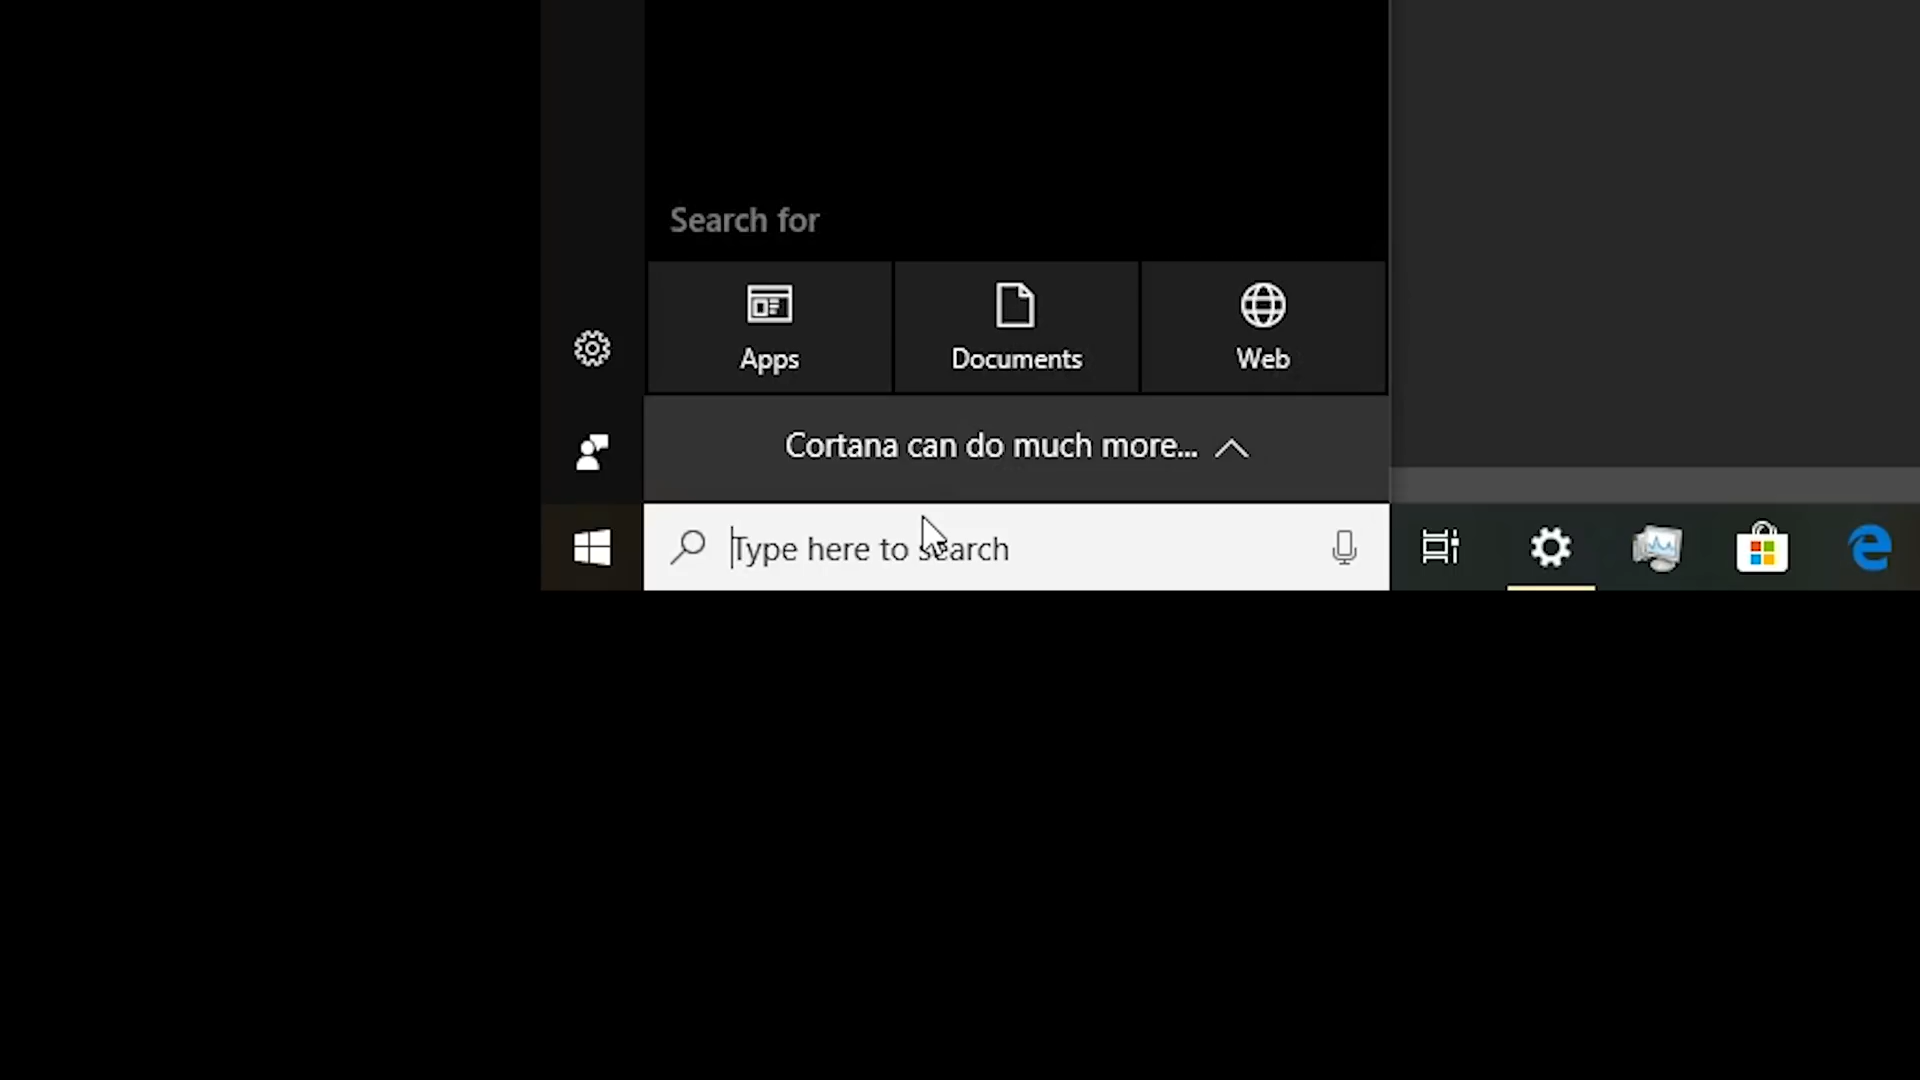 Search for
Apps
Documents
Web
Cortana can do much more...
Type here to search